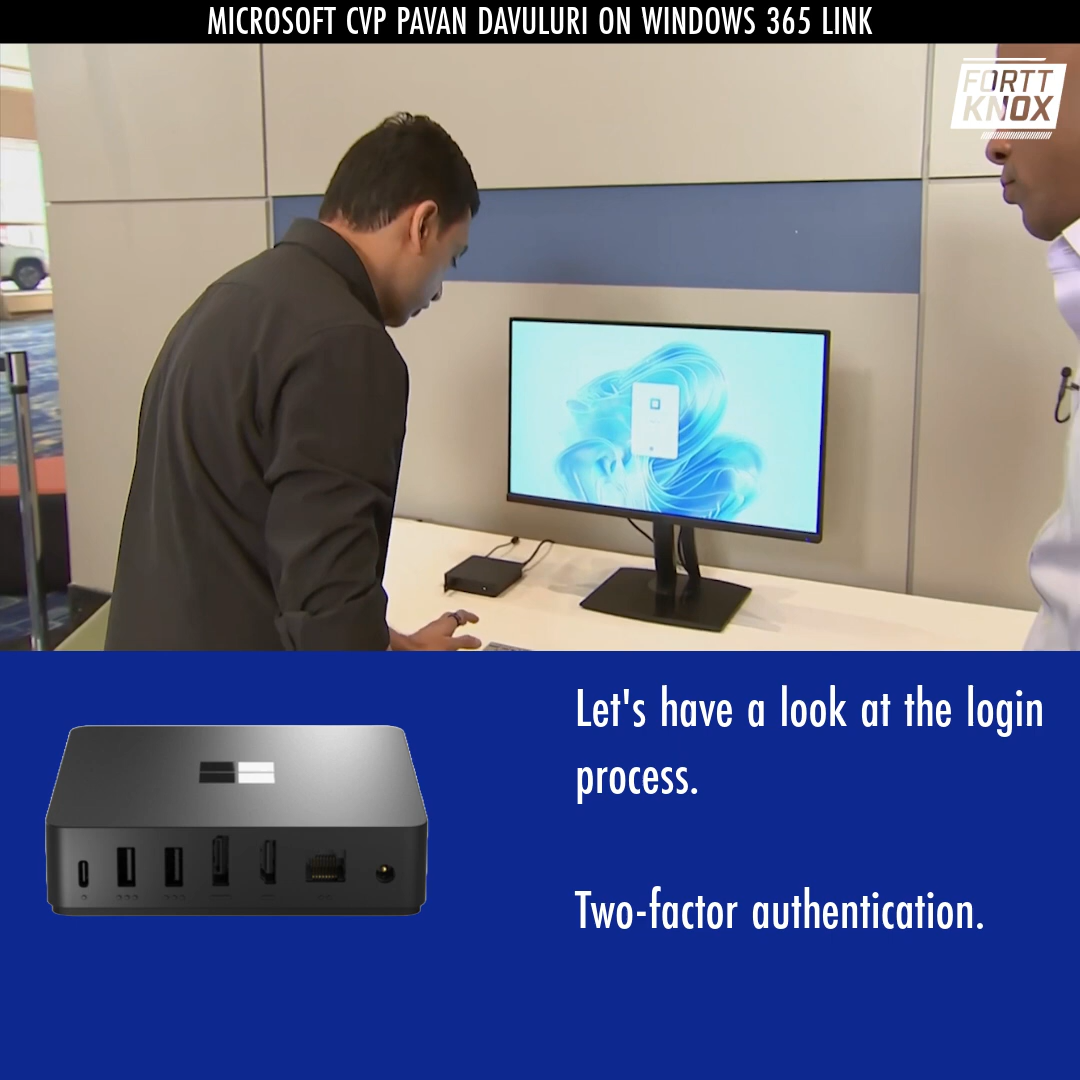 MICROSOFT CVP PAVAN DAVULURI ON WINDOWS 365 LINK
FORTT
KNOX
Let's have a look at the login
process.
Two-factor authentication.